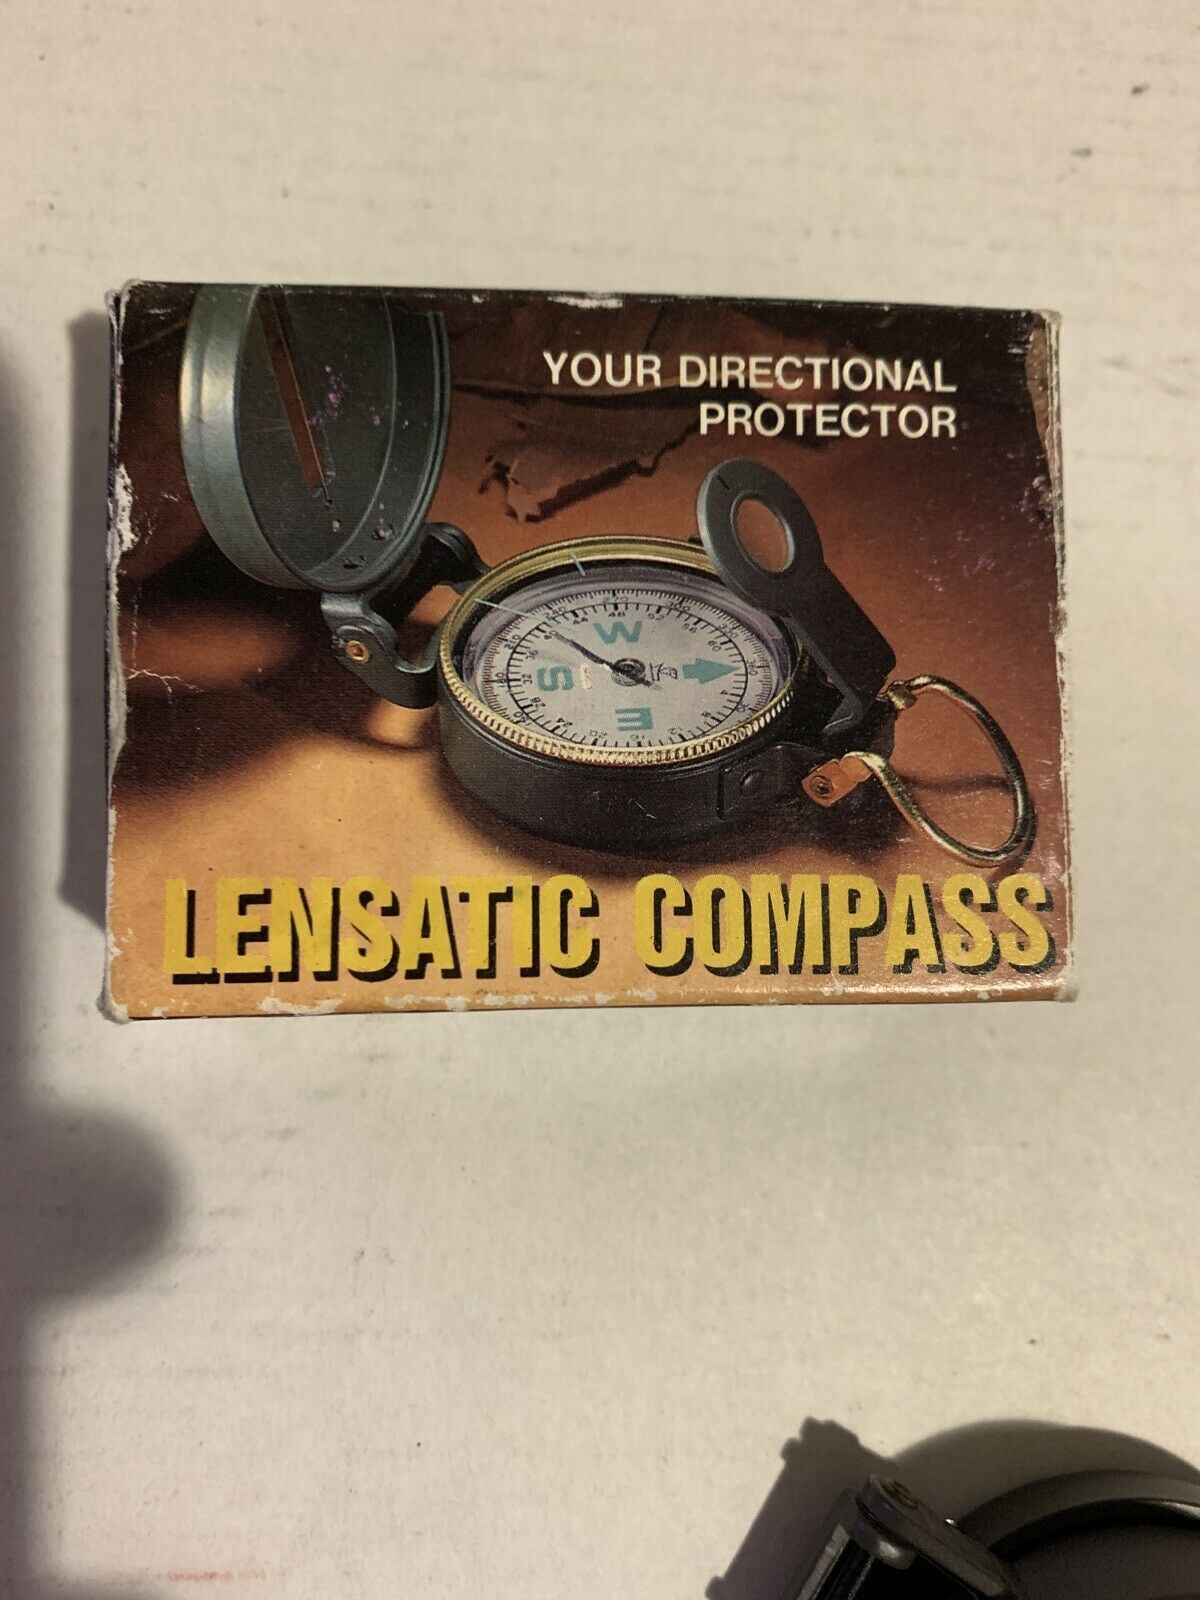 YOUR DIRECTIONAL
PROTECTOR
W
S
E
LENSATIC COMPASS